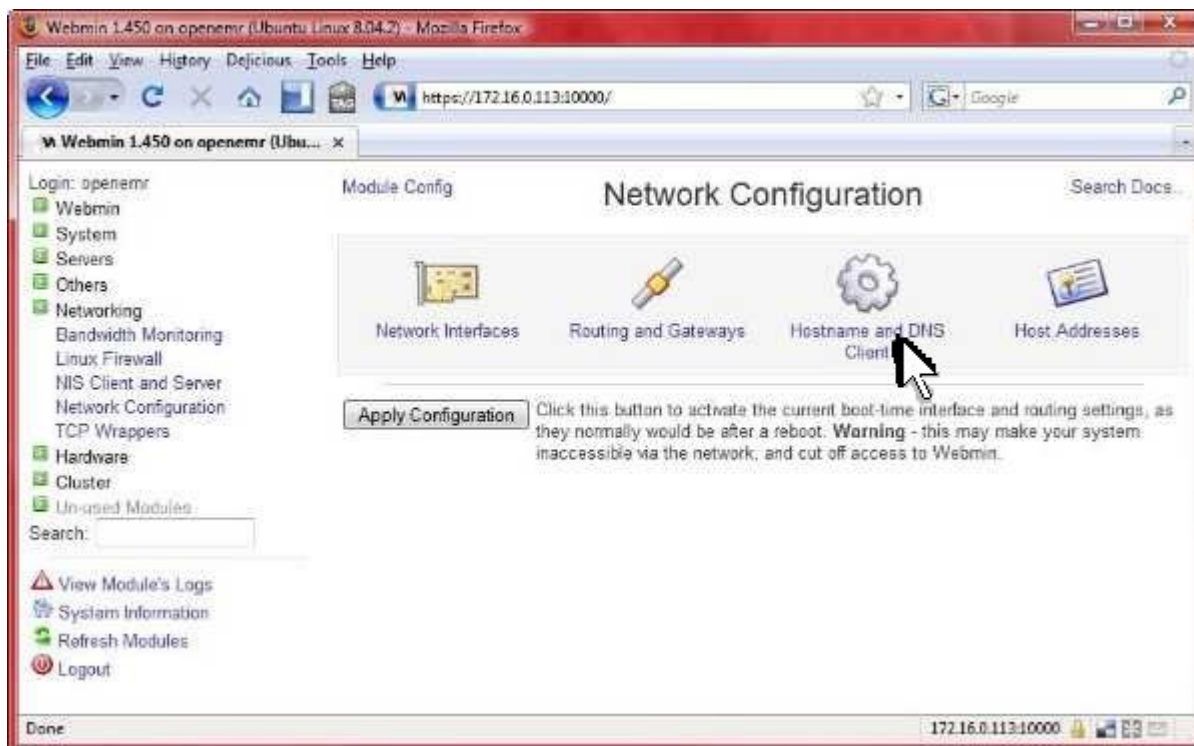 Webmin 1.450 on openemr (Ubuntu Linux 8.04.2) - Mozilla Firefox
File Edit View History Delicious Tools Help
https://172.16.0.113:10000/
Google
Webmin 1.450 on openemr (Ubu...
Login: openemr
Webmin
System
Servers
Others
Networking
Bandwidth Monitoring
Linux Firewall
NIS Client and Server
Network Configuration
TCP Wrappers
Hardware
Cluster
Un-used Modules
Search:
View Module's Logs
System Information
Refresh Modules
Logout
Module Config
Network Configuration
Search Docs..
Network Interfaces
Routing and Gateways
Hostname and DNS
Client
Host Addresses
Apply Configuration
Click this button to activate the current boot-time interface and routing settings, as
they normally would be after a reboot. Warning - this may make your system
inaccessible via the network, and cut off access to Webmin.
Done
172.16.0.113:10000